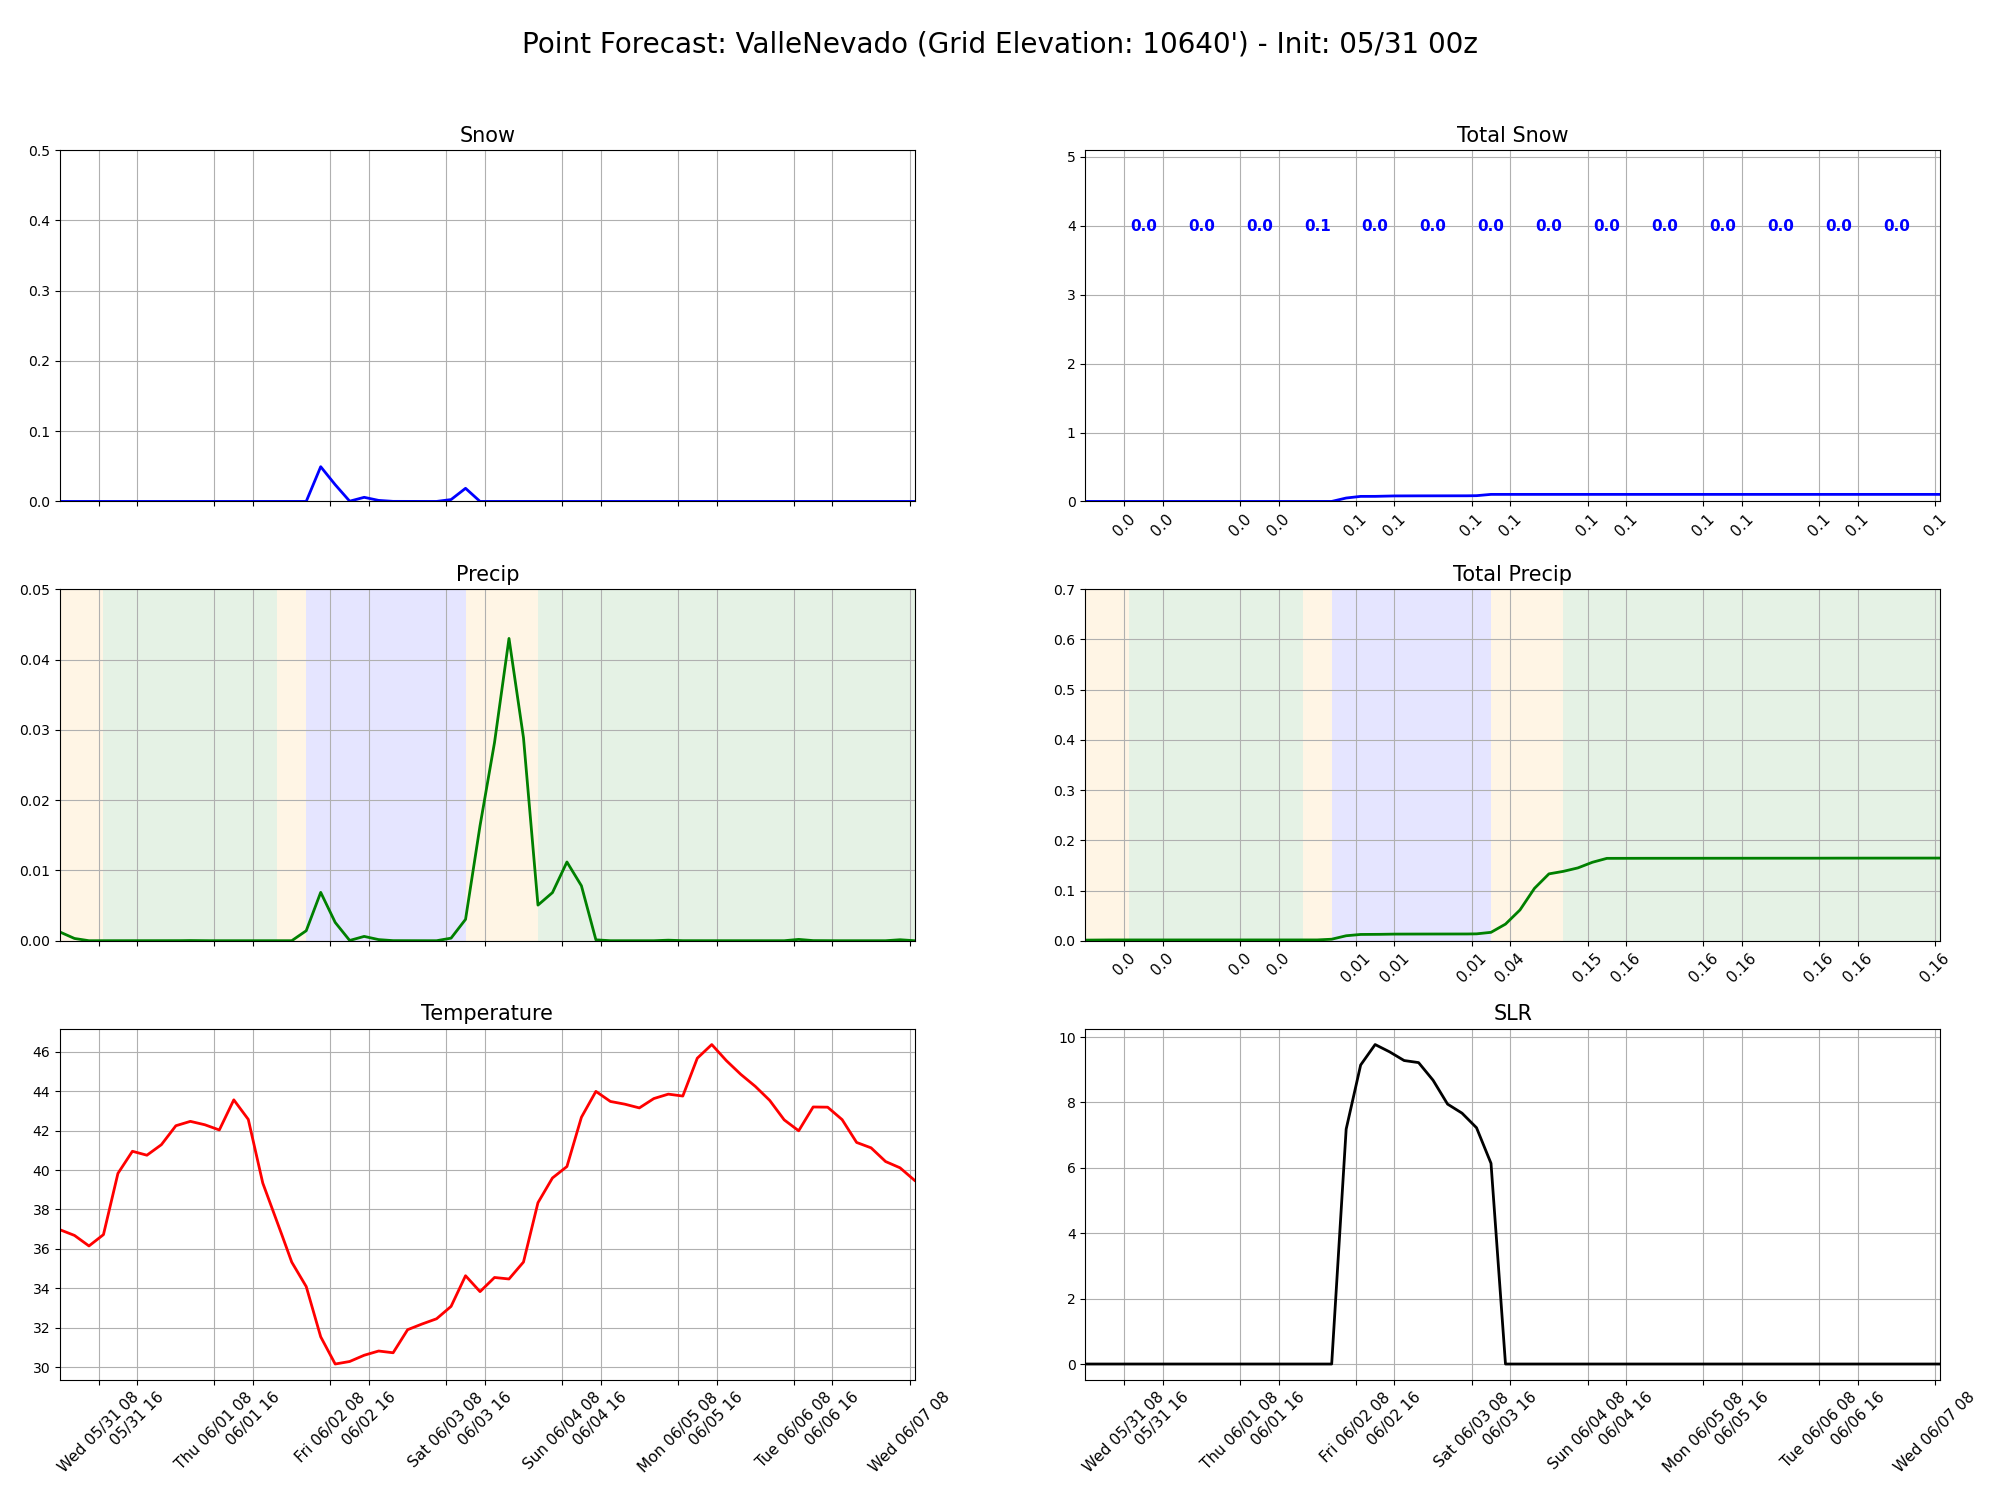 Point Forecast: ValleNevado (Grid Elevation: 10640') - Init: 05/31 00z
Snow
0.5
0.4
0.3
0.2
0.1
0.0
Total Snow
5
4
3
2
1
0
0.0 0.0 0.0 0.1 0.0 0.0 0.0 0.0 0.0 0.0 0.0 0.0 0.0 0.0
0.0 0.0 0.0 0.0 0.1 0.1 0.1 0.1 0.1 0.1 0.1 0.1 0.1 0.1 0.1
Precip
0.05
0.04
0.03
0.02
0.01
0.00
Total Precip
0.7
0.6
0.5
0.4
0.3
0.2
0.1
0.0
0.0 0.0 0.0 0.0 0.01 0.01 0.01 0.04 0.15 0.16 0.16 0.16 0.16 0.16 0.16
Temperature
46
44
42
40
38
36
34
32
30
Wed 05/31 08
05/31 16
Thu 06/01 08
06/01 16
Fri 06/02 08
06/02 16
Sat 06/03 08
06/03 16
Sun 06/04 08
06/04 16
Mon 06/05 08
06/05 16
Tue 06/06 08
06/06 16
Wed 06/07 08
SLR
10
8
6
4
2
0
Wed 05/31 08
05/31 16
Thu 06/01 08
06/01 16
Fri 06/02 08
06/02 16
Sat 06/03 08
06/03 16
Sun 06/04 08
06/04 16
Mon 06/05 08
06/05 16
Tue 06/06 08
06/06 16
Wed 06/07 08